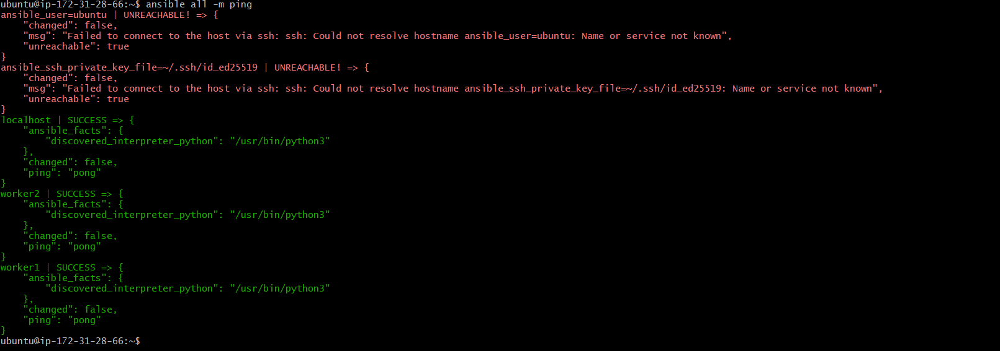 ubuntu@ip-172-31-28-66:~$ ansible all -m ping
ansible_user=ubuntu | UNREACHABLE! => {
    "changed": false,
    "msg": "Failed to connect to the host via ssh: ssh: Could not resolve hostname ansible_user=ubuntu: Name or service not known",
    "unreachable": true
}
ansible_ssh_private_key_file=~/.ssh/id_ed25519 | UNREACHABLE! => {
    "changed": false,
    "msg": "Failed to connect to the host via ssh: ssh: Could not resolve hostname ansible_ssh_private_key_file=~/.ssh/id_ed25519: Name or service not known",
    "unreachable": true
}
localhost | SUCCESS => {
    "ansible_facts": {
        "discovered_interpreter_python": "/usr/bin/python3"
    },
    "changed": false,
    "ping": "pong"
}
worker2 | SUCCESS => {
    "ansible_facts": {
        "discovered_interpreter_python": "/usr/bin/python3"
    },
    "changed": false,
    "ping": "pong"
}
worker1 | SUCCESS => {
    "ansible_facts": {
        "discovered_interpreter_python": "/usr/bin/python3"
    },
    "changed": false,
    "ping": "pong"
}
ubuntu@ip-172-31-28-66:~$